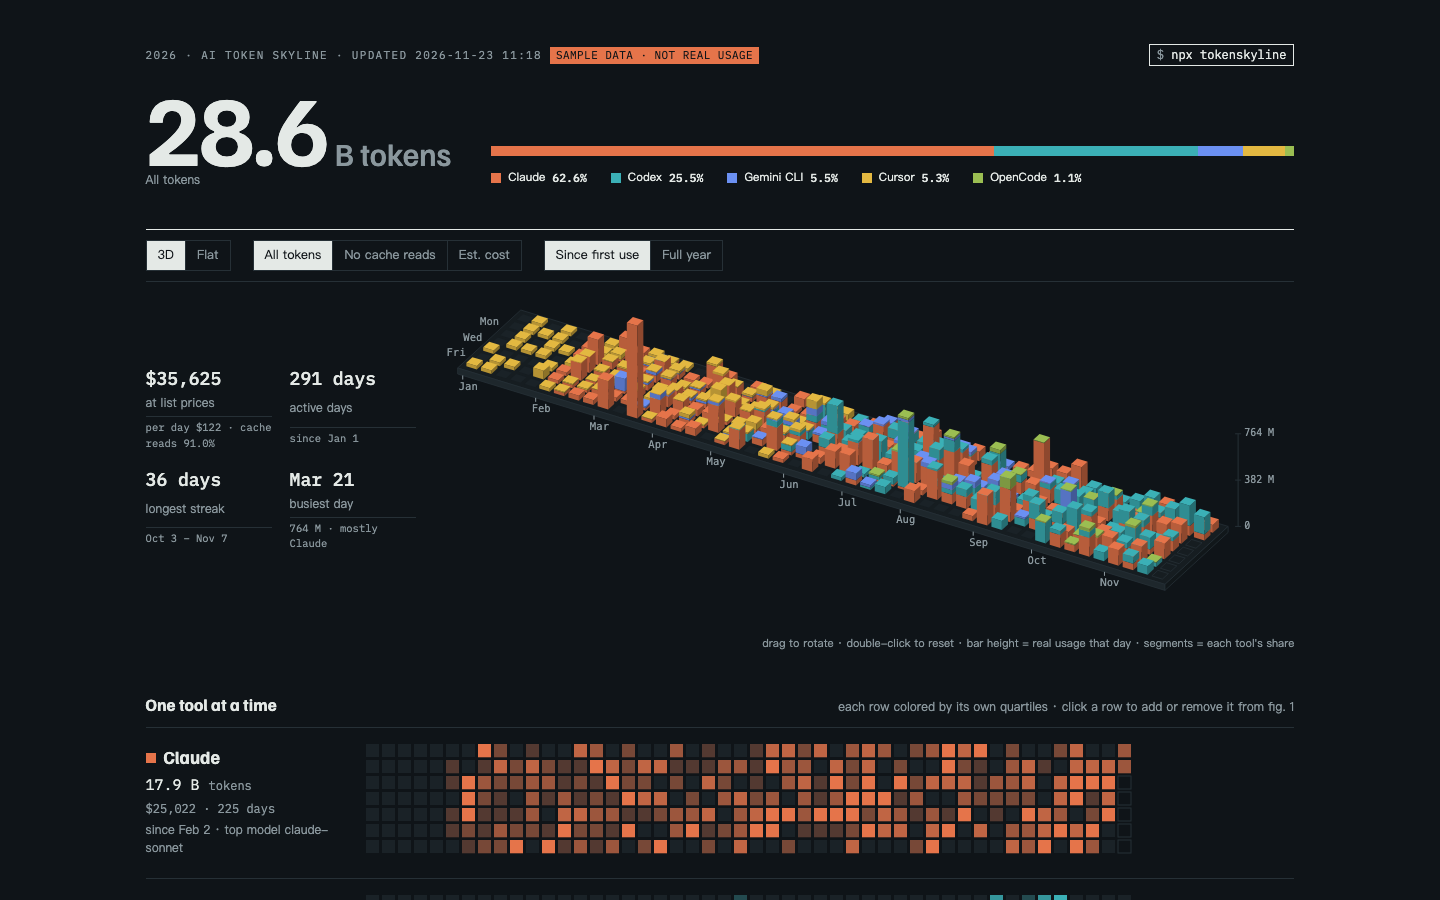 2026 · AI TOKEN SKYLINE · UPDATED 2026-11-23 11:18 SAMPLE DATA · NOT REAL USAGE
$ npx tokenskyline
28.6 B tokens
All tokens
Claude 62.6% Codex 25.5% Gemini CLI 5.5% Cursor 5.3% OpenCode 1.1%
3D Flat All tokens No cache reads Est. cost Since first use Full year
$35,625
at list prices
per day $122 · cache
reads 91.0%
291 days
active days
since Jan 1
36 days
longest streak
Oct 3 – Nov 7
Mar 21
busiest day
764 M · mostly
Claude
Mon
Wed
Fri
Jan
Feb
Mar
Apr
May
Jun
Jul
Aug
Sep
Oct
Nov
764 M
382 M
0
drag to rotate · double-click to reset · bar height = real usage that day · segments = each tool's share
One tool at a time
each row colored by its own quartiles · click a row to add or remove it from fig. 1
Claude
17.9 B tokens
$25,022 · 225 days
since Feb 2 · top model claude-
sonnet